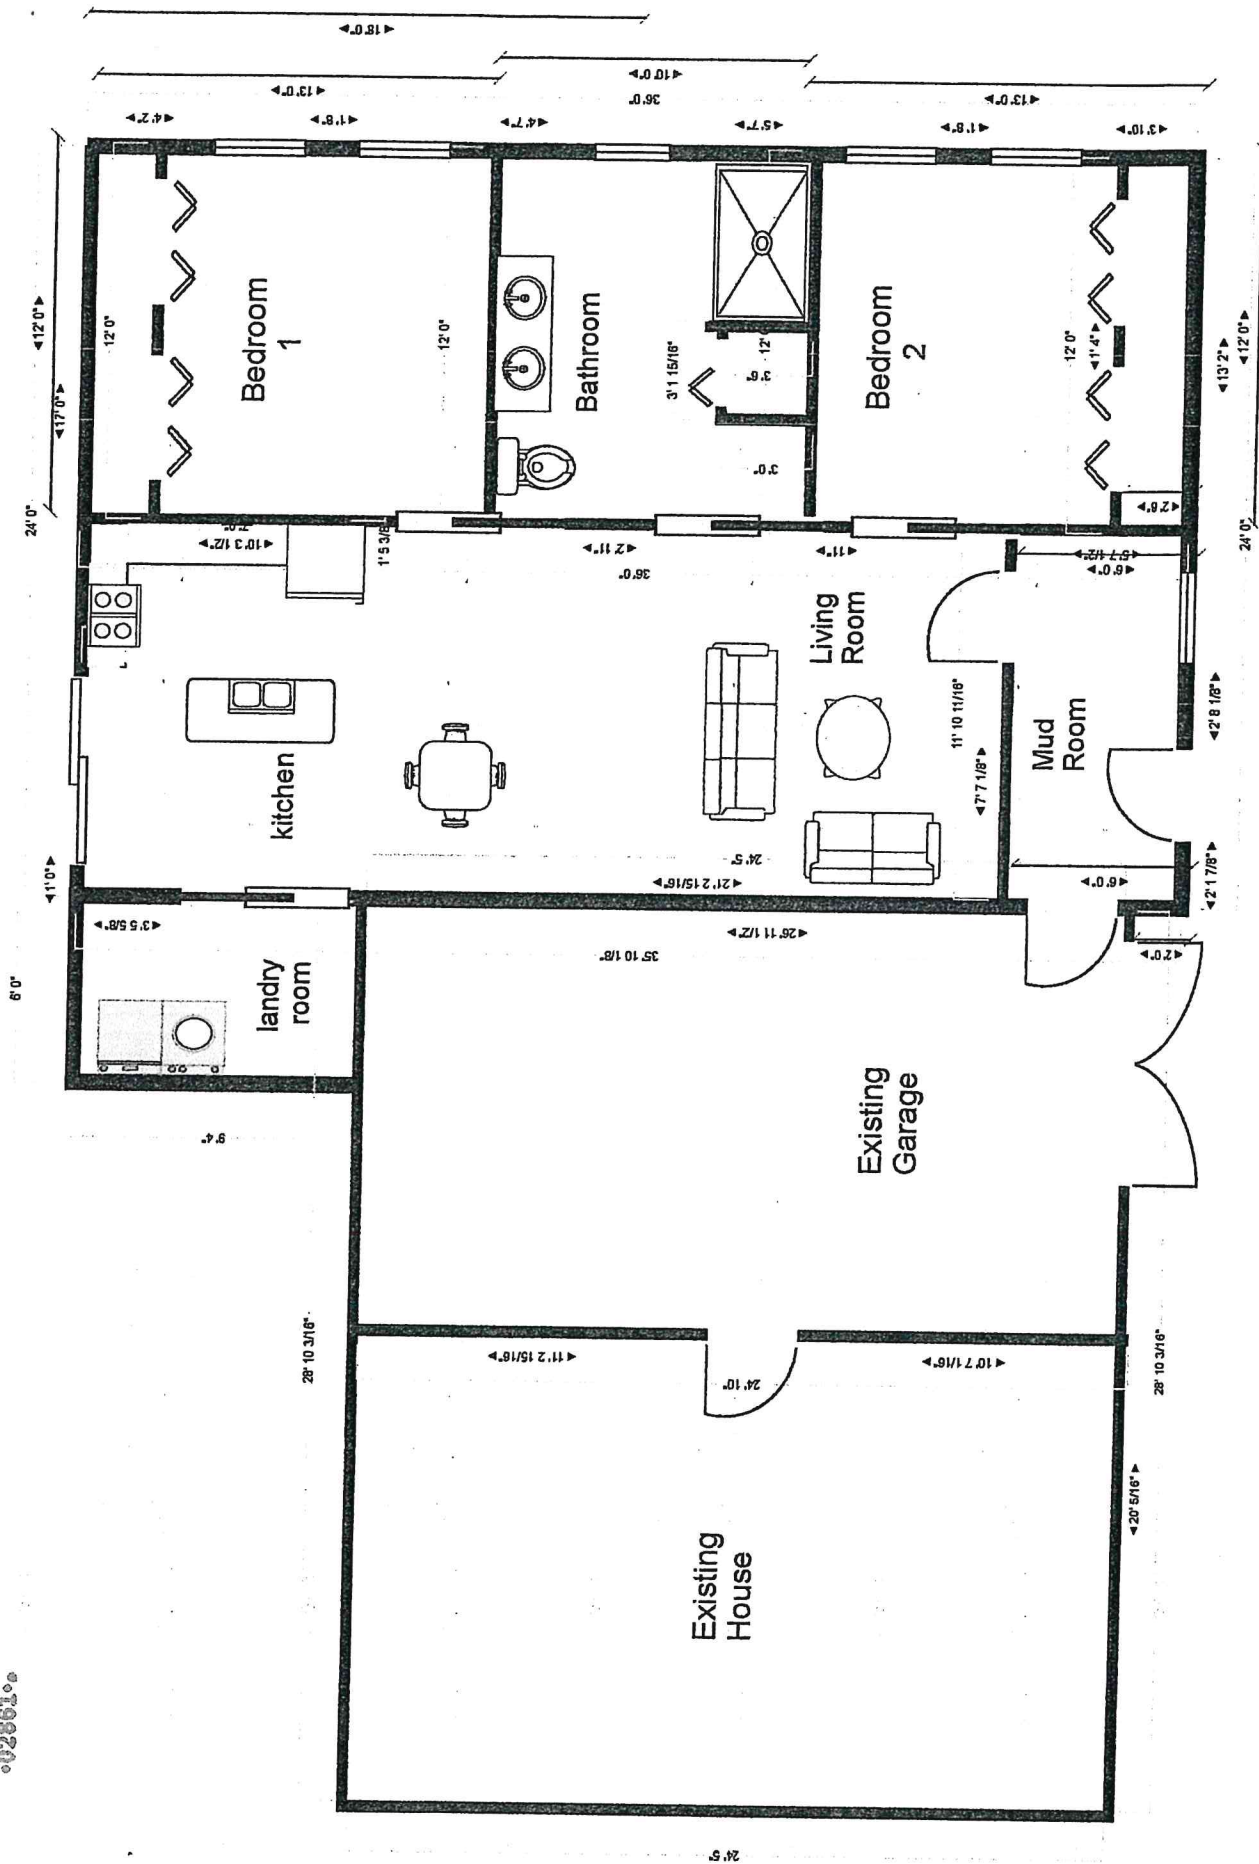 18' 0"
13' 0"
10' 0"
13' 0"
36' 0"
4' 2"
1' 8"
4' 7"
5' 7"
1' 8"
3' 10"
12' 0"
17' 0"
24' 0"
12' 0"
Bedroom
1
12' 0"
Bathroom
3' 1 15/16"
3' 6"
12'
3' 0"
Bedroom
2
12' 0"
1' 4"
2' 8"
13' 2"
12' 0"
24' 0"
10' 3 1/2"
1' 5 3/8
2' 11"
36' 0"
11"
5' 7 1/2"
6' 0"
kitchen
Living
Room
11' 10 11/16"
7' 7 1/8"
Mud
Room
2' 8 1/8"
1' 0"
24' 5"
21' 2 15/16"
6' 0"
2' 1 7/8"
6' 0"
3' 5 5/8"
landry
room
26' 11 1/2"
35' 10 1/8"
2' 0"
9' 4"
Existing
Garage
28' 10 3/16"
11' 2 15/16"
24' 10"
10' 7 1/16"
28' 10 3/16"
20' 5/16"
Existing
House
24' 5"